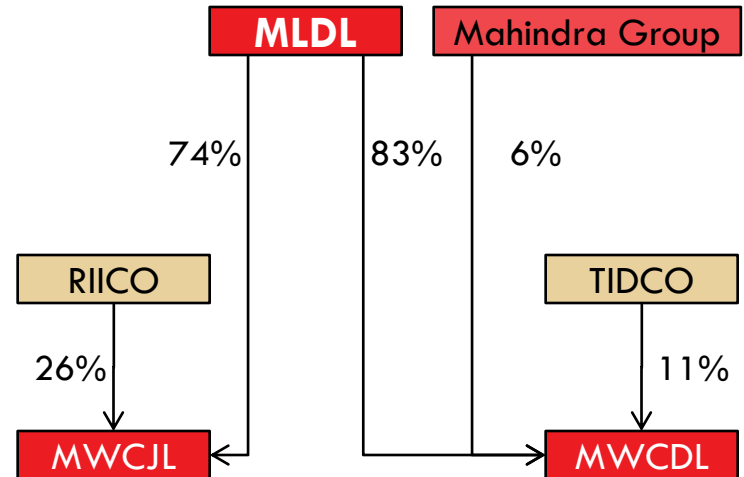 MLDL
Mahindra Group
74%
83%
6%
RIICO
TIDCO
26%
11%
MWCJL
MWCDL